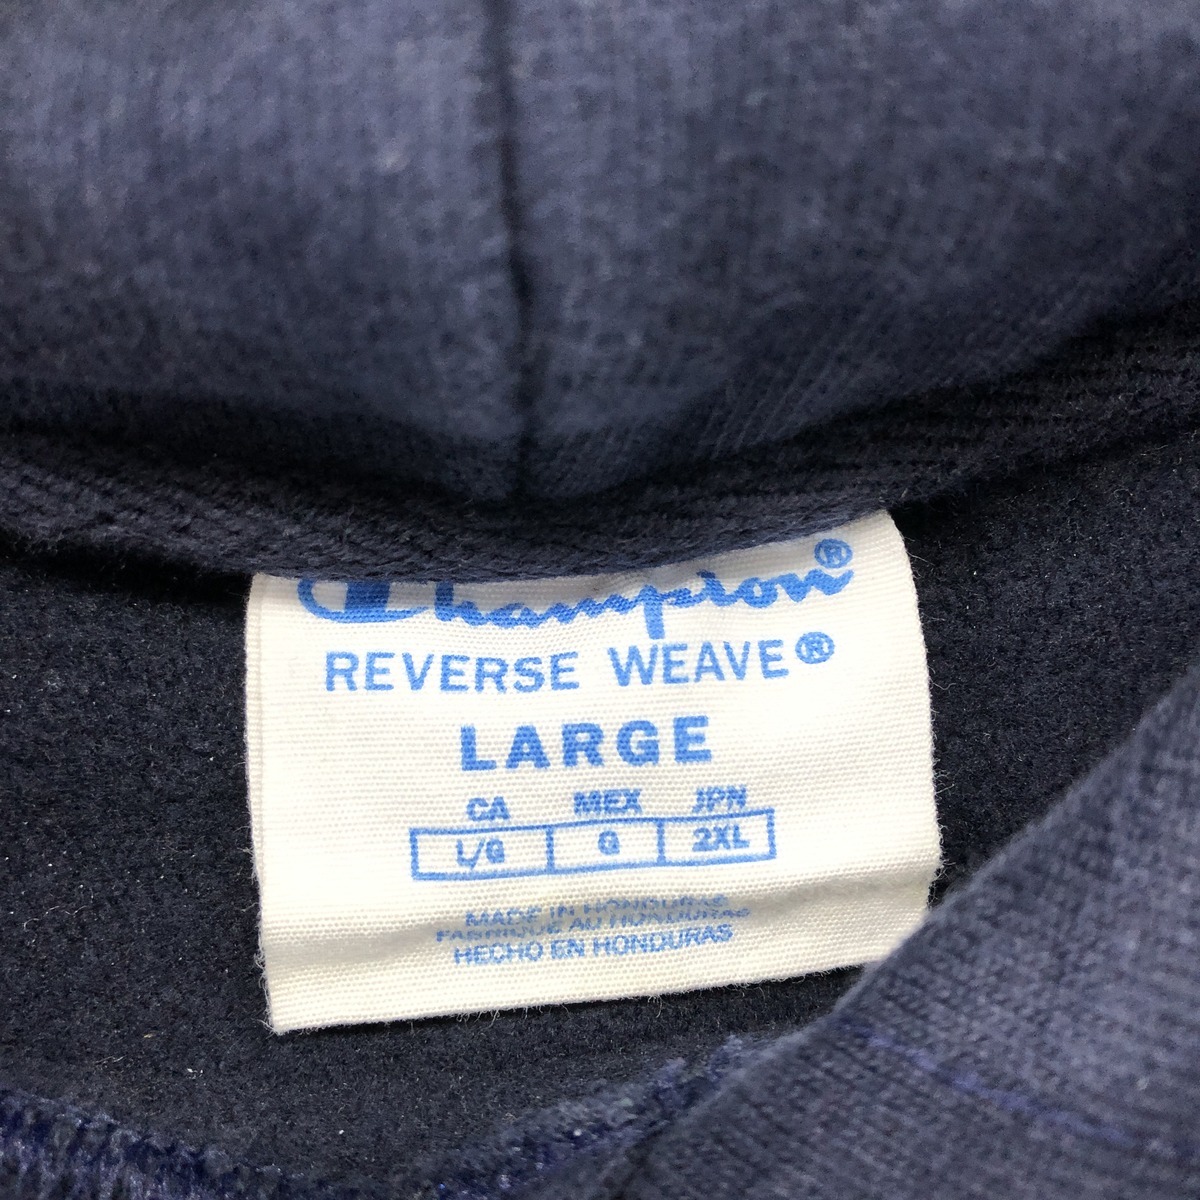 Champion®
REVERSE WEAVE®
LARGE
CA MEX JPN
L/G G 2XL
MADE IN HONDURAS
FABRIQUE AU HONDURAS
HECHO EN HONDURAS